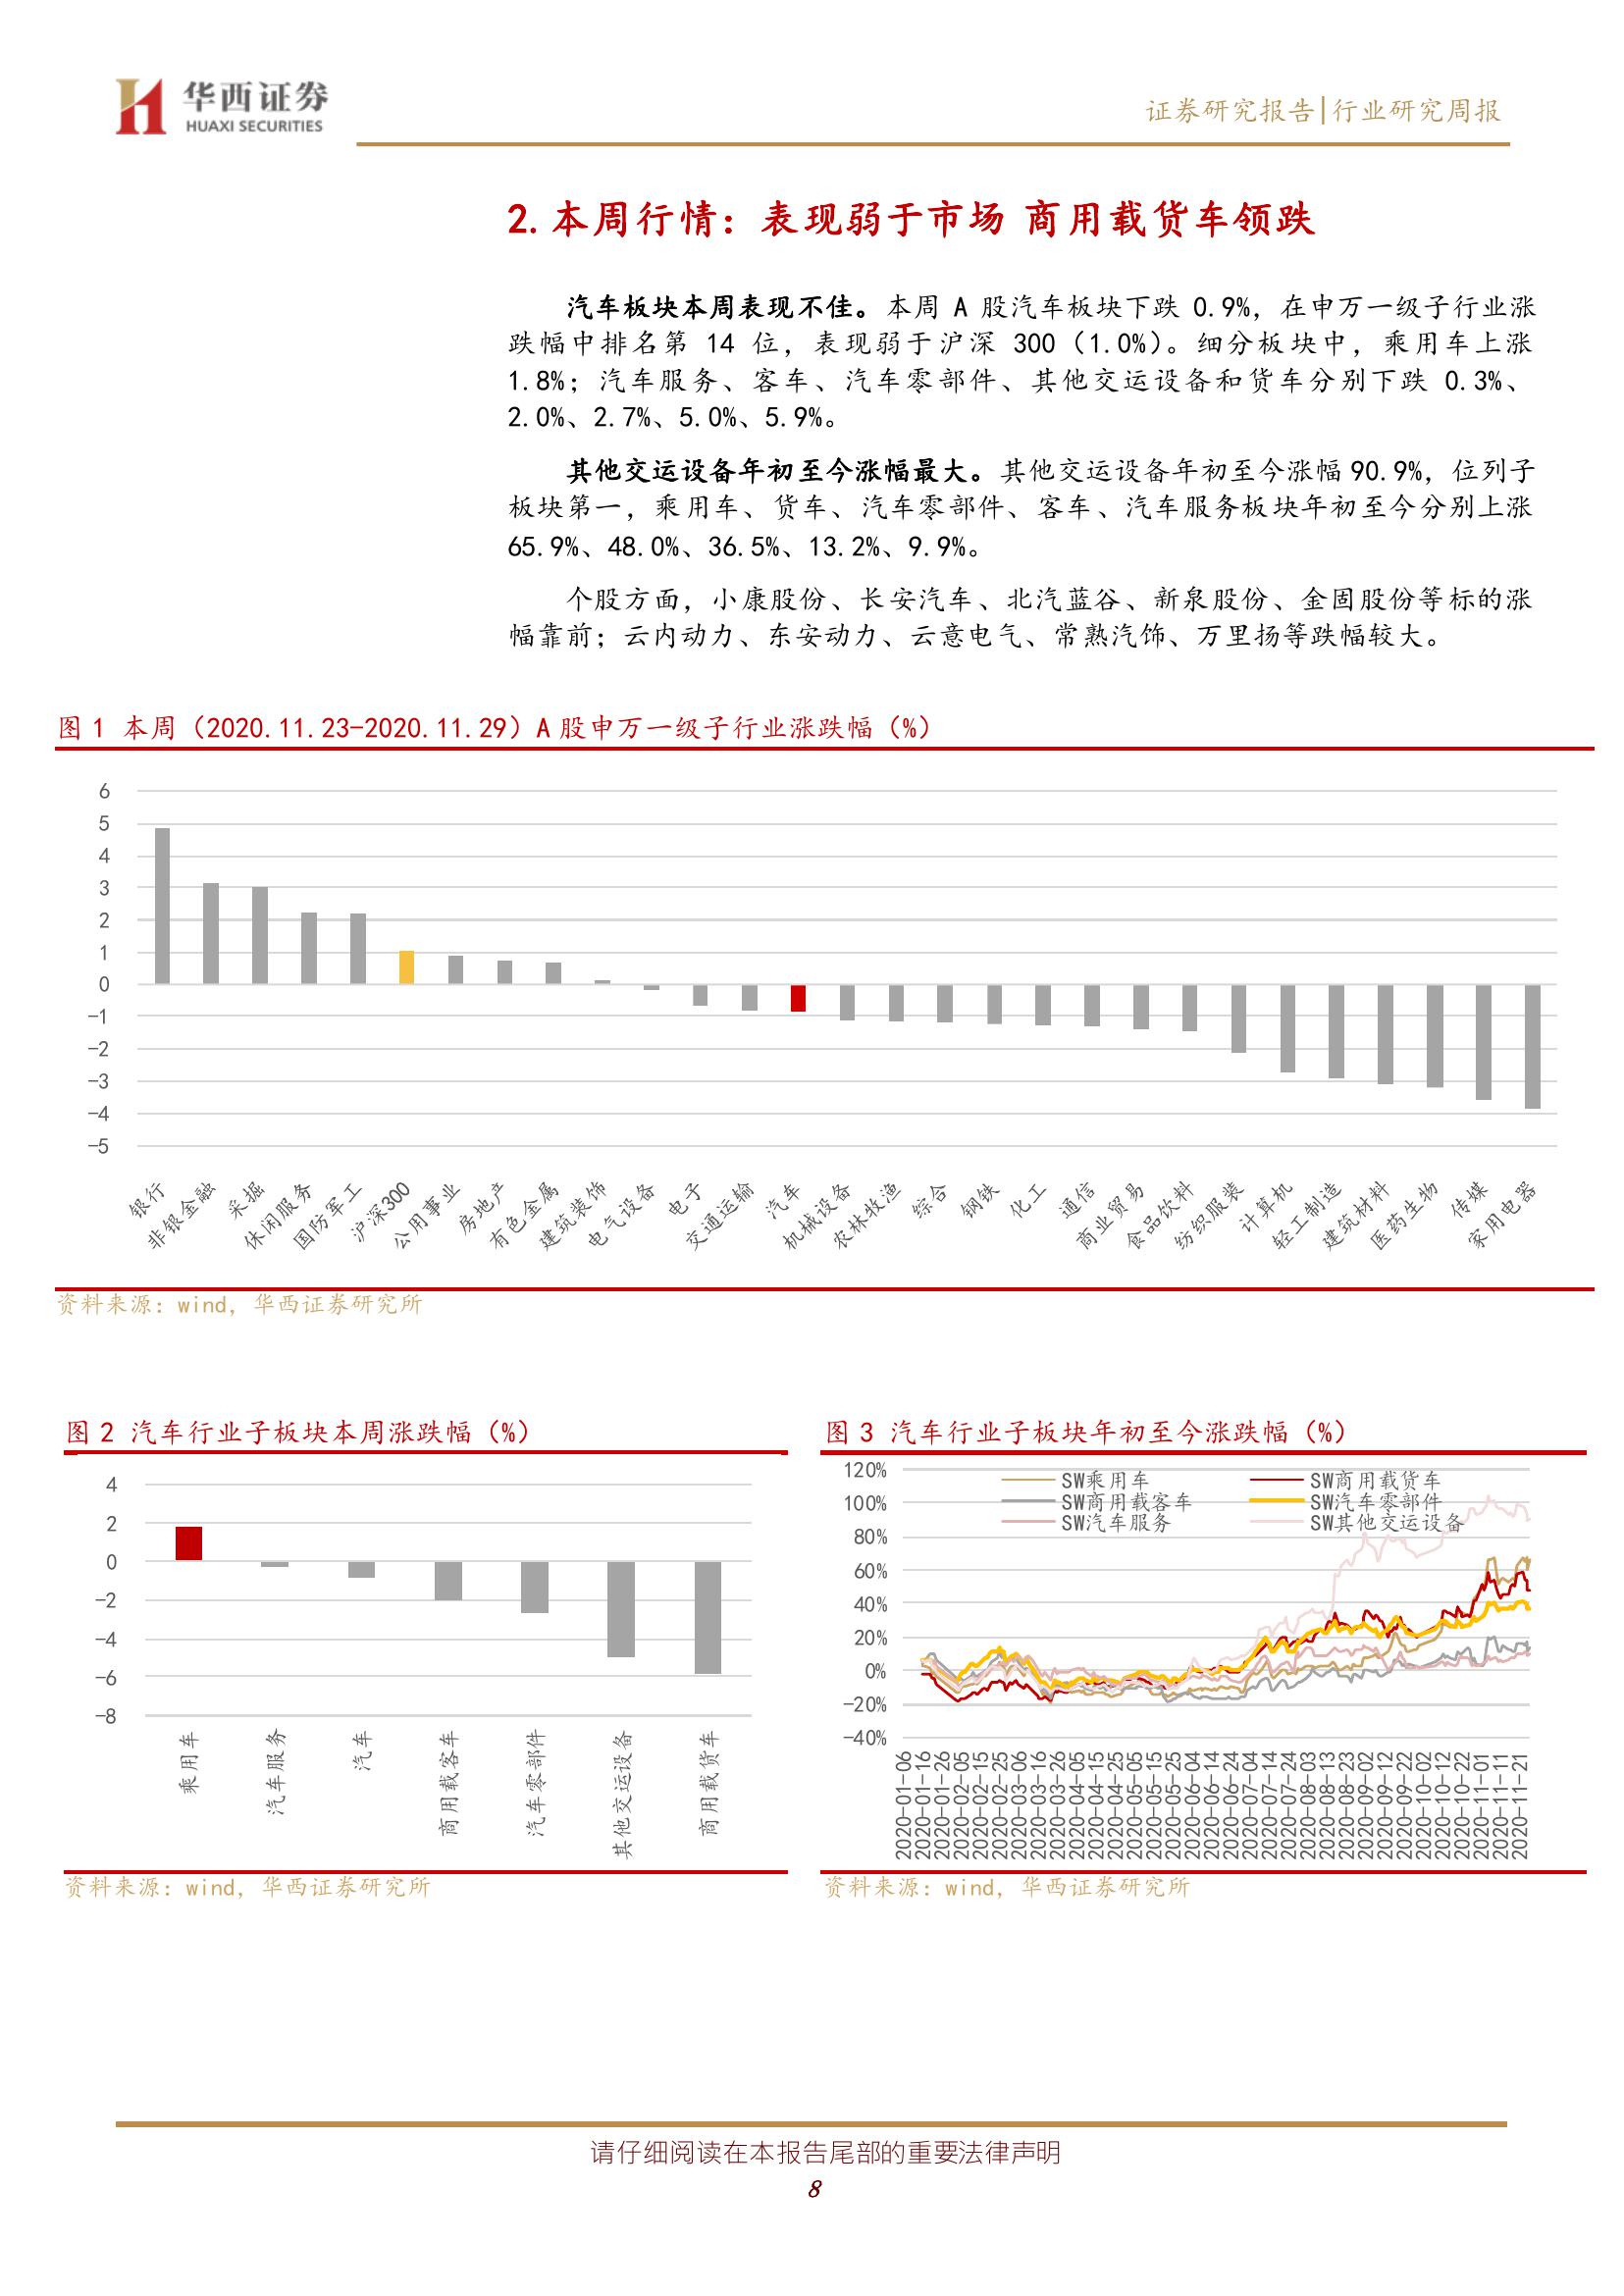 华西证券
HUAXI SECURITIES
证券研究报告|行业研究周报
2.本周行情：表现弱于市场 商用载货车领跌
汽车板块本周表现不佳。本周 A 股汽车板块下跌 0.9%，在申万一级子行业涨
跌幅中排名第 14 位，表现弱于沪深 300（1.0%）。细分板块中，乘用车上涨
1.8%；汽车服务、客车、汽车零部件、其他交运设备和货车分别下跌 0.3%、
2.0%、2.7%、5.0%、5.9%。
其他交运设备年初至今涨幅最大。其他交运设备年初至今涨幅 90.9%，位列子
板块第一，乘用车、货车、汽车零部件、客车、汽车服务板块年初至今分别上涨
65.9%、48.0%、36.5%、13.2%、9.9%。
个股方面，小康股份、长安汽车、北汽蓝谷、新泉股份、金固股份等标的涨
幅靠前；云内动力、东安动力、云意电气、常熟汽饰、万里扬等跌幅较大。
图 1 本周（2020.11.23-2020.11.29）A 股申万一级子行业涨跌幅（%）
6
5
4
3
2
1
0
-1
-2
-3
-4
-5
银行
非银金融
采掘
休闲服务
国防军工
沪深300
公用事业
房地产
有色金属
建筑装饰
电气设备
电子
交通运输
汽车
机械设备
农林牧渔
综合
钢铁
化工
通信
商业贸易
食品饮料
纺织服装
计算机
轻工制造
建筑材料
医药生物
传媒
家用电器
资料来源：wind，华西证券研究所
图 2 汽车行业子板块本周涨跌幅（%）
4
2
0
-2
-4
-6
-8
乘用车
汽车服务
汽车
商用载客车
汽车零部件
其他交运设备
商用载货车
资料来源：wind，华西证券研究所
图 3 汽车行业子板块年初至今涨跌幅（%）
120%
100%
80%
60%
40%
20%
0%
-20%
-40%
SW乘用车
SW商用载货车
SW商用载客车
SW汽车零部件
SW汽车服务
SW其他交运设备
2020-01-06
2020-01-16
2020-01-26
2020-02-05
2020-02-15
2020-02-25
2020-03-06
2020-03-16
2020-03-26
2020-04-05
2020-04-15
2020-04-25
2020-05-05
2020-05-15
2020-05-25
2020-06-04
2020-06-14
2020-06-24
2020-07-04
2020-07-14
2020-07-24
2020-08-03
2020-08-13
2020-08-23
2020-09-02
2020-09-12
2020-09-22
2020-10-02
2020-10-12
2020-10-22
2020-11-01
2020-11-11
2020-11-21
资料来源：wind，华西证券研究所
请仔细阅读在本报告尾部的重要法律声明
8